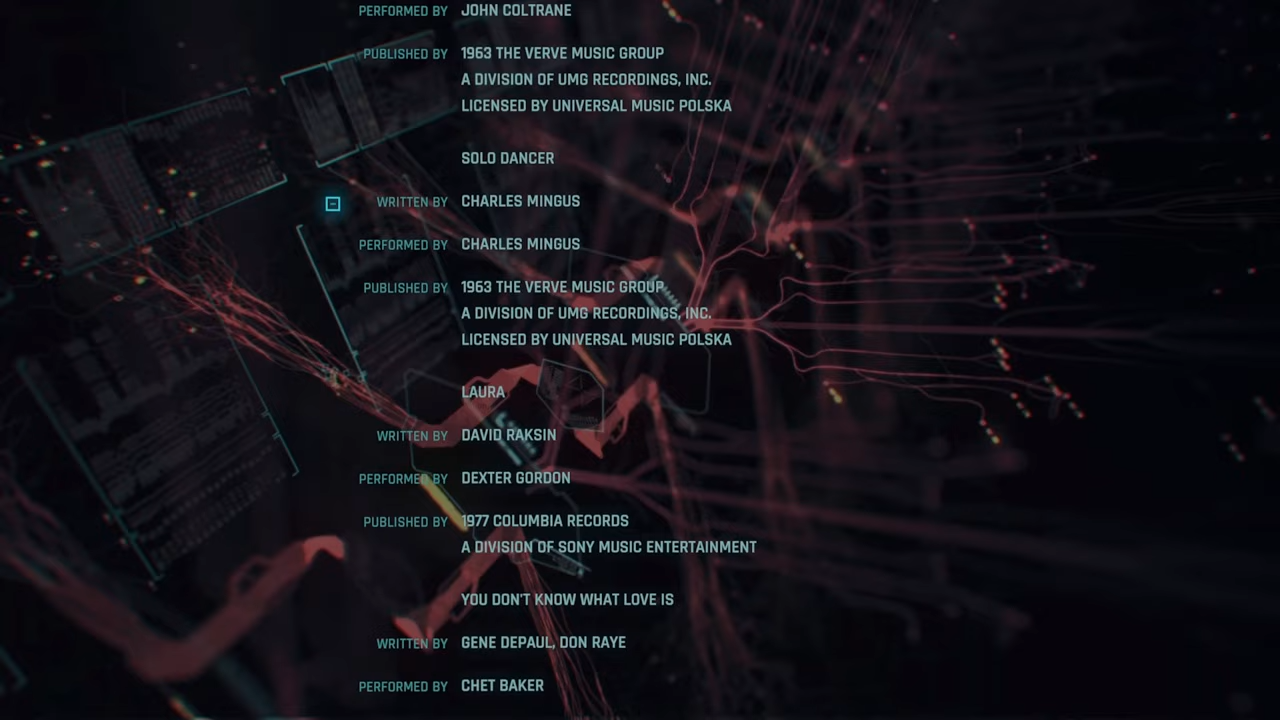 PERFORMED BY JOHN COLTRANE
PUBLISHED BY 1963 THE VERVE MUSIC GROUP
A DIVISION OF UMG RECORDINGS, INC.
LICENSED BY UNIVERSAL MUSIC POLSKA
SOLO DANCER
WRITTEN BY CHARLES MINGUS
PERFORMED BY CHARLES MINGUS
PUBLISHED BY 1963 THE VERVE MUSIC GROUP
A DIVISION OF UMG RECORDINGS, INC.
LICENSED BY UNIVERSAL MUSIC POLSKA
LAURA
WRITTEN BY DAVID RAKSIN
PERFORMED BY DEXTER GORDON
PUBLISHED BY 1977 COLUMBIA RECORDS
A DIVISION OF SONY MUSIC ENTERTAINMENT
YOU DON'T KNOW WHAT LOVE IS
WRITTEN BY GENE DEPAUL, DON RAYE
PERFORMED BY CHET BAKER